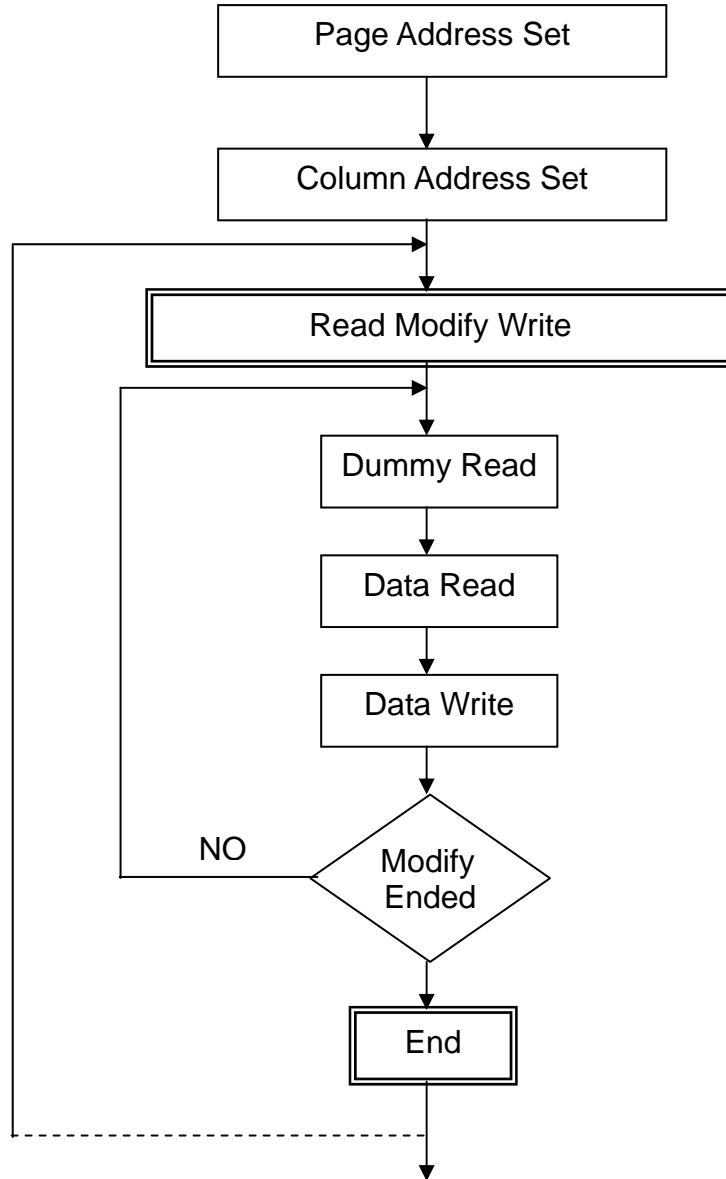 Page Address Set
Column Address Set
Read Modify Write
Dummy Read
Data Read
Data Write
NO
Modify
Ended
End